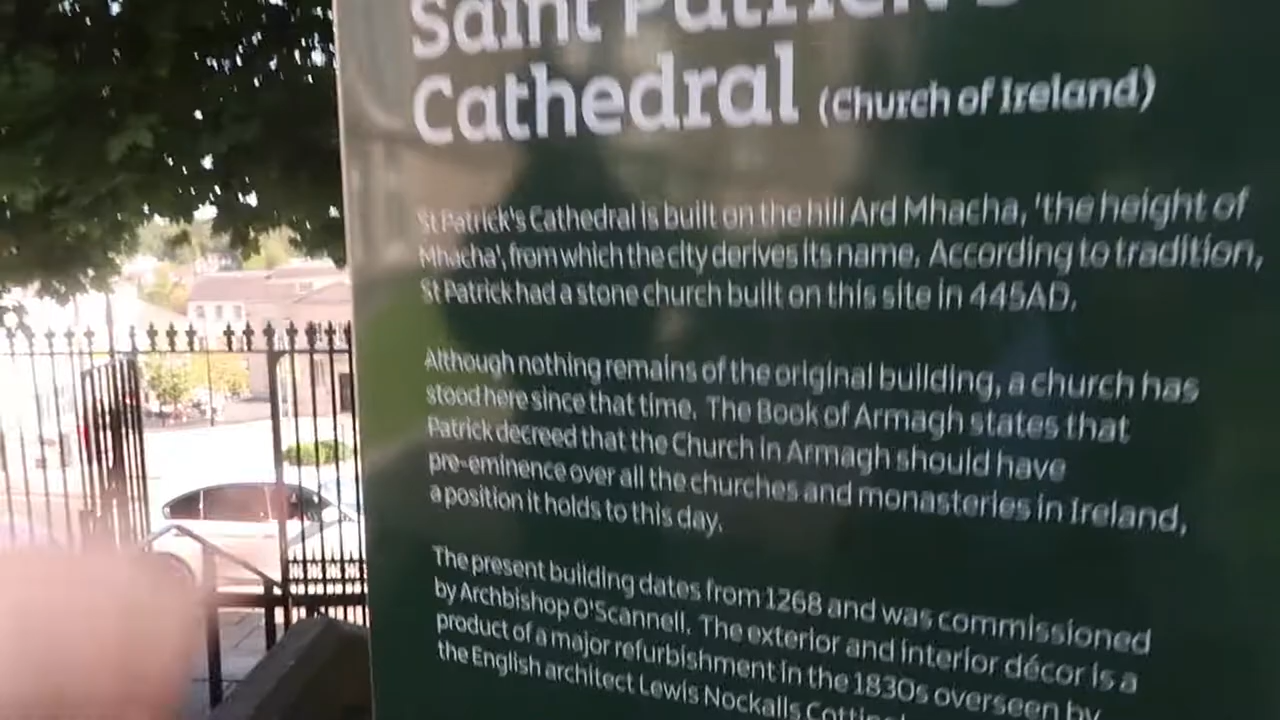 Saint Patrick's
Cathedral (Church of Ireland)
St Patrick's Cathedral is built on the hill Ard Mhacha, 'the height of
Mhacha', from which the city derives its name. According to tradition,
St Patrick had a stone church built on this site in 445AD.
Although nothing remains of the original building, a church has
stood here since that time. The Book of Armagh states that
Patrick decreed that the Church in Armagh should have
pre-eminence over all the churches and monasteries in Ireland,
a position it holds to this day.
The present building dates from 1268 and was commissioned
by Archbishop O'Scannell. The exterior and interior décor is a
product of a major refurbishment in the 1830s overseen by
the English architect Lewis Nockalls